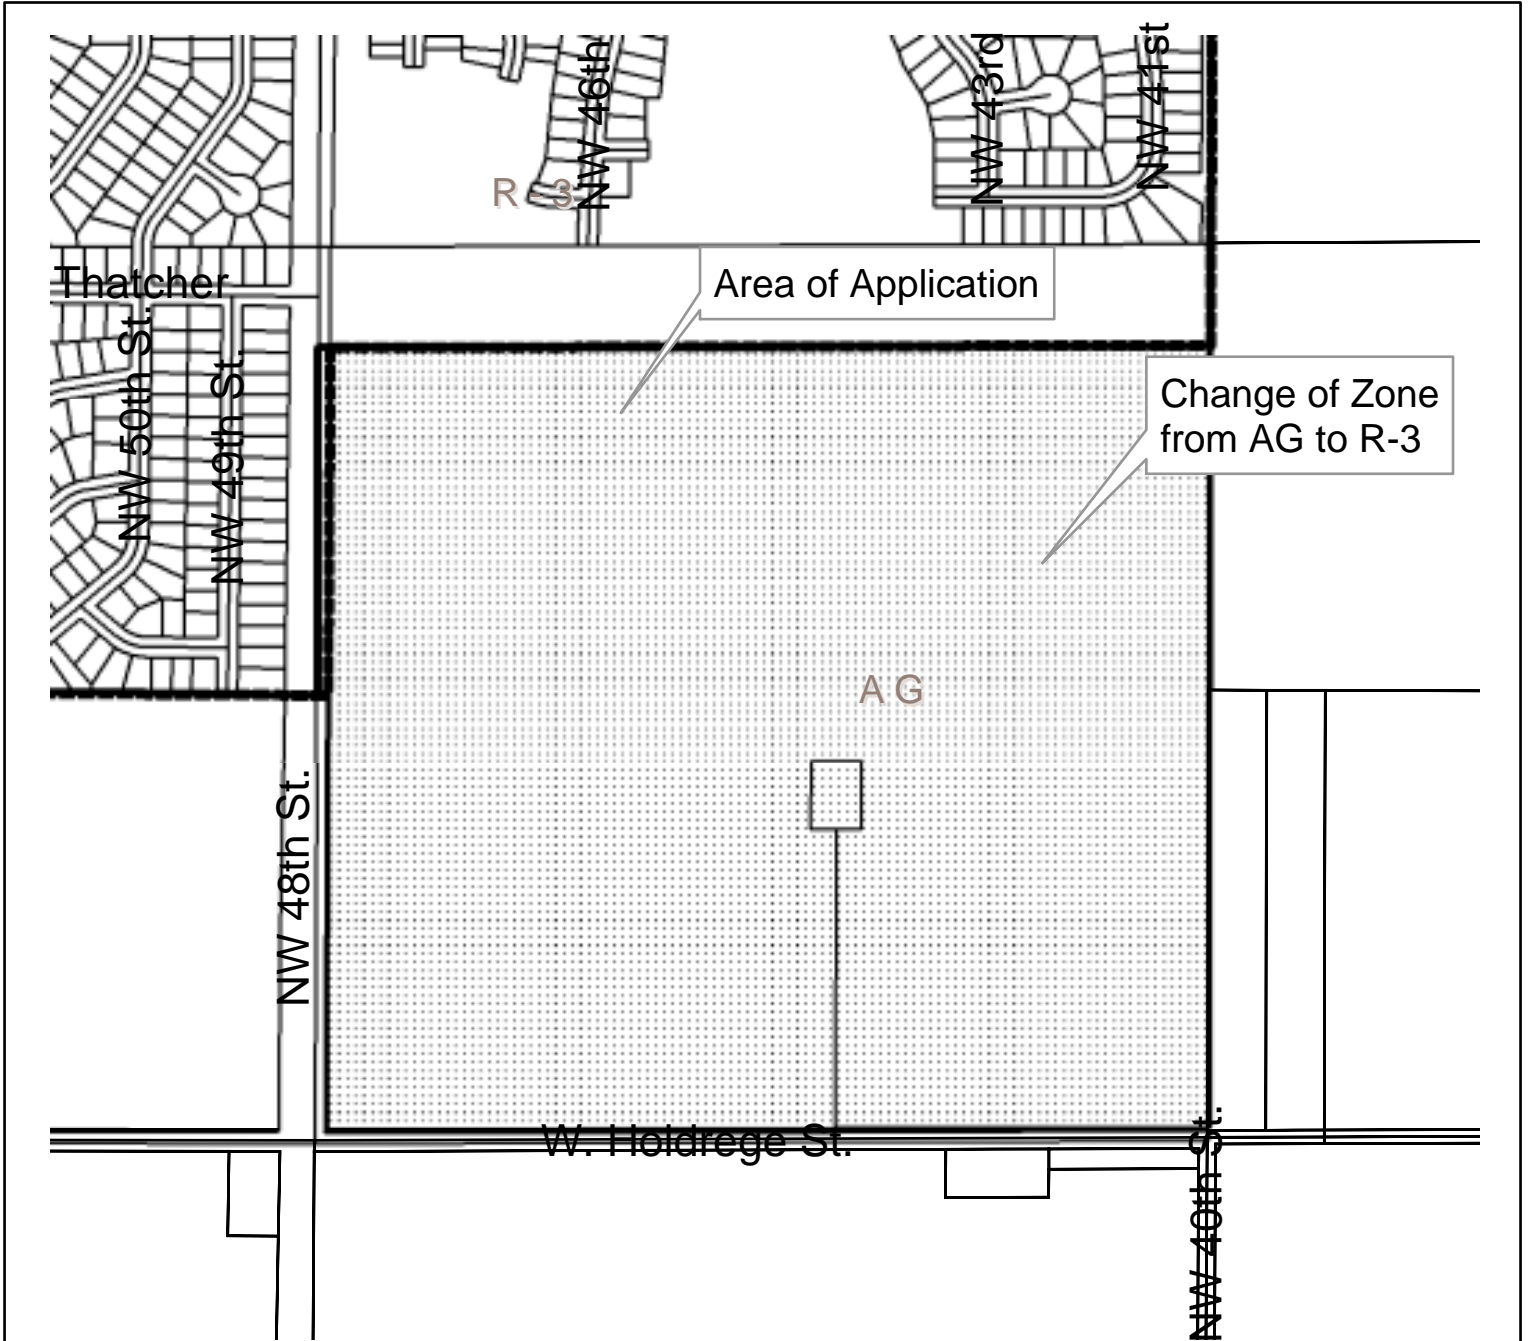 NW 46th
NW 43rd
NW 41st
R - 3
Thatcher
Area of Application
NW 50th St.
NW 49th St.
Change of Zone
from AG to R-3
A G
NW 48th St.
W. Holdrege St.
NW 40th St.